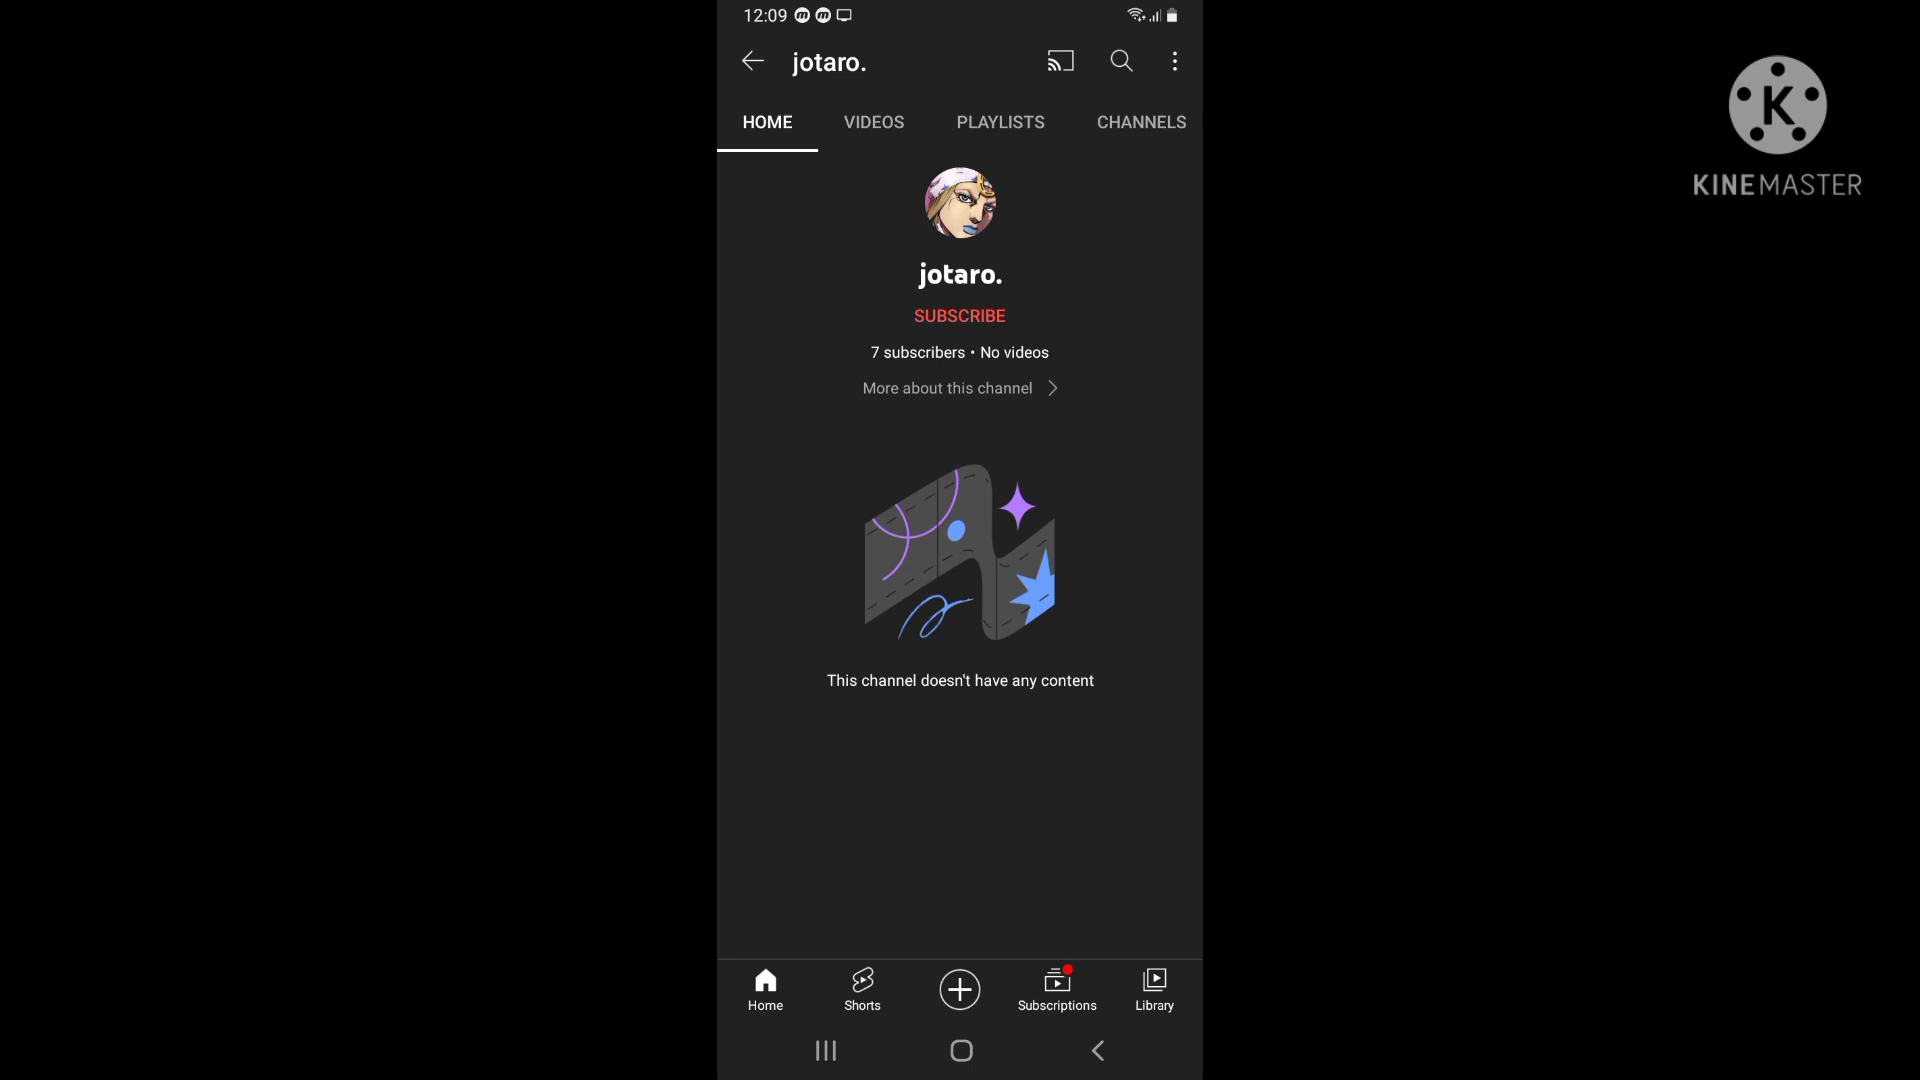 12:09
jotaro.
HOME VIDEOS PLAYLISTS CHANNELS
jotaro.
SUBSCRIBE
7 subscribers • No videos
More about this channel
This channel doesn't have any content
Home Shorts Subscriptions Library
K
KINEMASTER